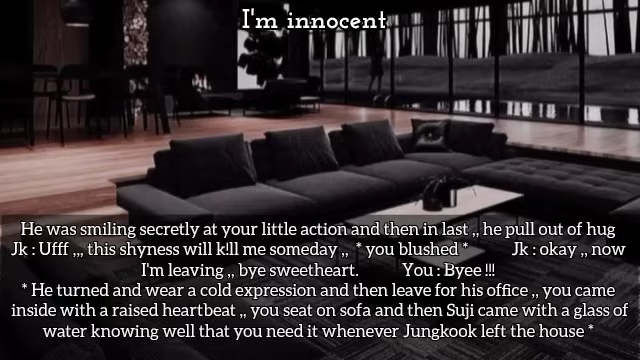 I'm innocent
He was smiling secretly at your little action and then in last ,, he pull out of hug
Jk : Ufff ,,, this shyness will k!ll me someday ,,  * you blushed *          Jk : okay ,, now
I'm leaving ,, bye sweetheart.          You : Byee !!!
* He turned and wear a cold expression and then leave for his office ,, you came
inside with a raised heartbeat ,, you seat on sofa and then Suji came with a glass of
water knowing well that you need it whenever Jungkook left the house *